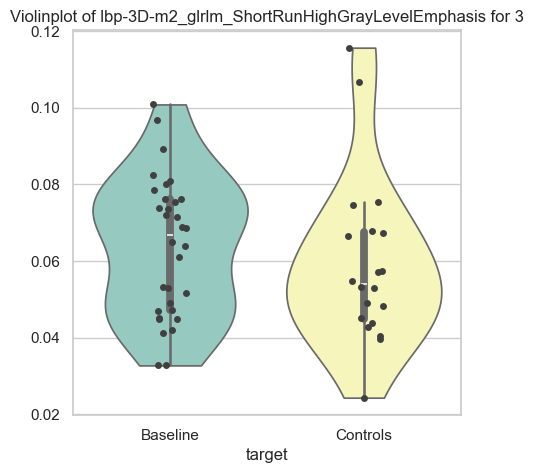 Violinplot of lbp-3D-m2_glrlm_ShortRunHighGrayLevelEmphasis for 3
0.12
0.10
0.08
0.06
0.04
0.02
Baseline Controls
target